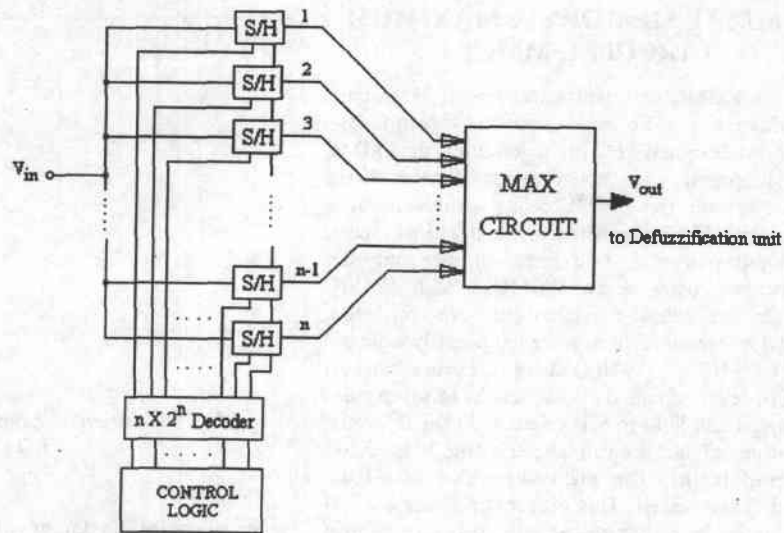 S/H
1
S/H
2
S/H
3
V_in
MAX
CIRCUIT
V_out
to Defuzzification unit
S/H
n-1
S/H
n
n X 2^n Decoder
CONTROL
LOGIC